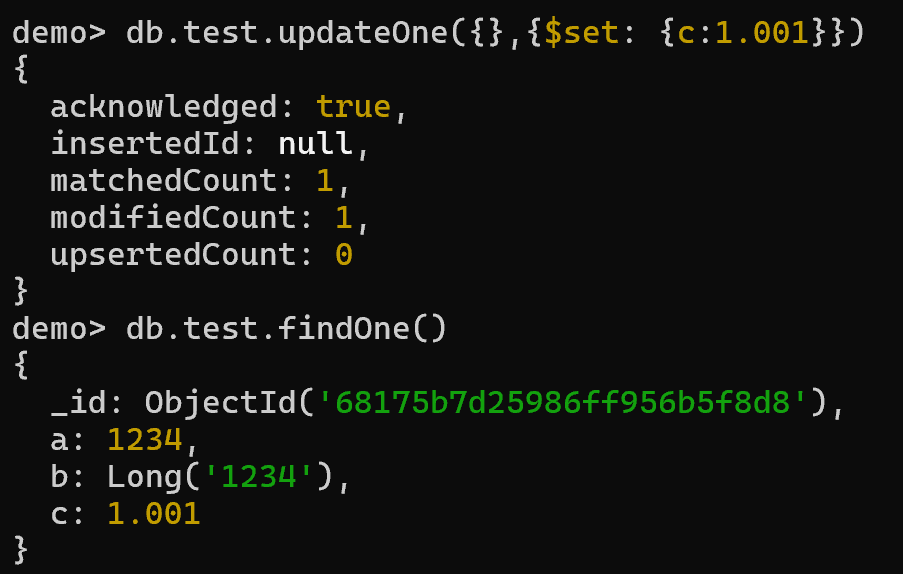 demo> db.test.updateOne({},{$set: {c:1.001}})
{
  acknowledged: true,
  insertedId: null,
  matchedCount: 1,
  modifiedCount: 1,
  upsertedCount: 0
}
demo> db.test.findOne()
{
  _id: ObjectId('68175b7d25986ff956b5f8d8'),
  a: 1234,
  b: Long('1234'),
  c: 1.001
}